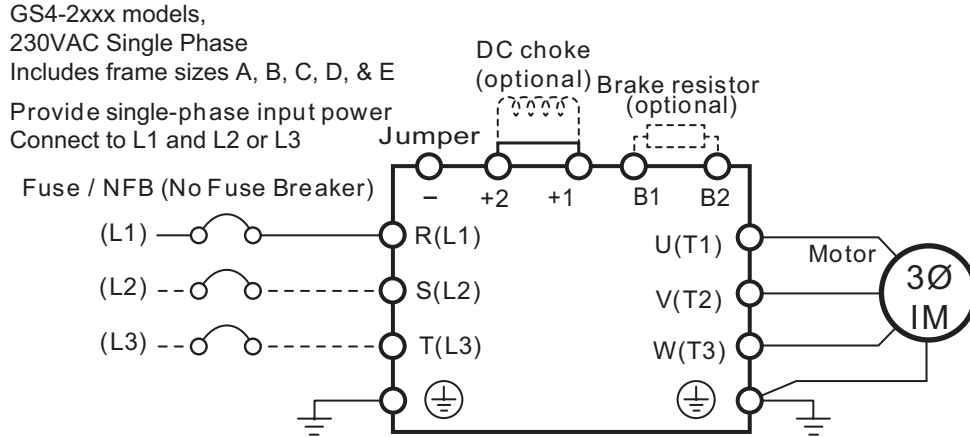 GS4-2xxx models,
230VAC Single Phase
Includes frame sizes A, B, C, D, & E
Provide single-phase input power
Connect to L1 and L2 or L3
DC choke
(optional)
Brake resistor
(optional)
Jumper
Fuse / NFB (No Fuse Breaker)
– +2 +1 B1 B2
(L1) R(L1) U(T1) Motor
(L2) S(L2) V(T2) 3Ø
IM
(L3) T(L3) W(T3)